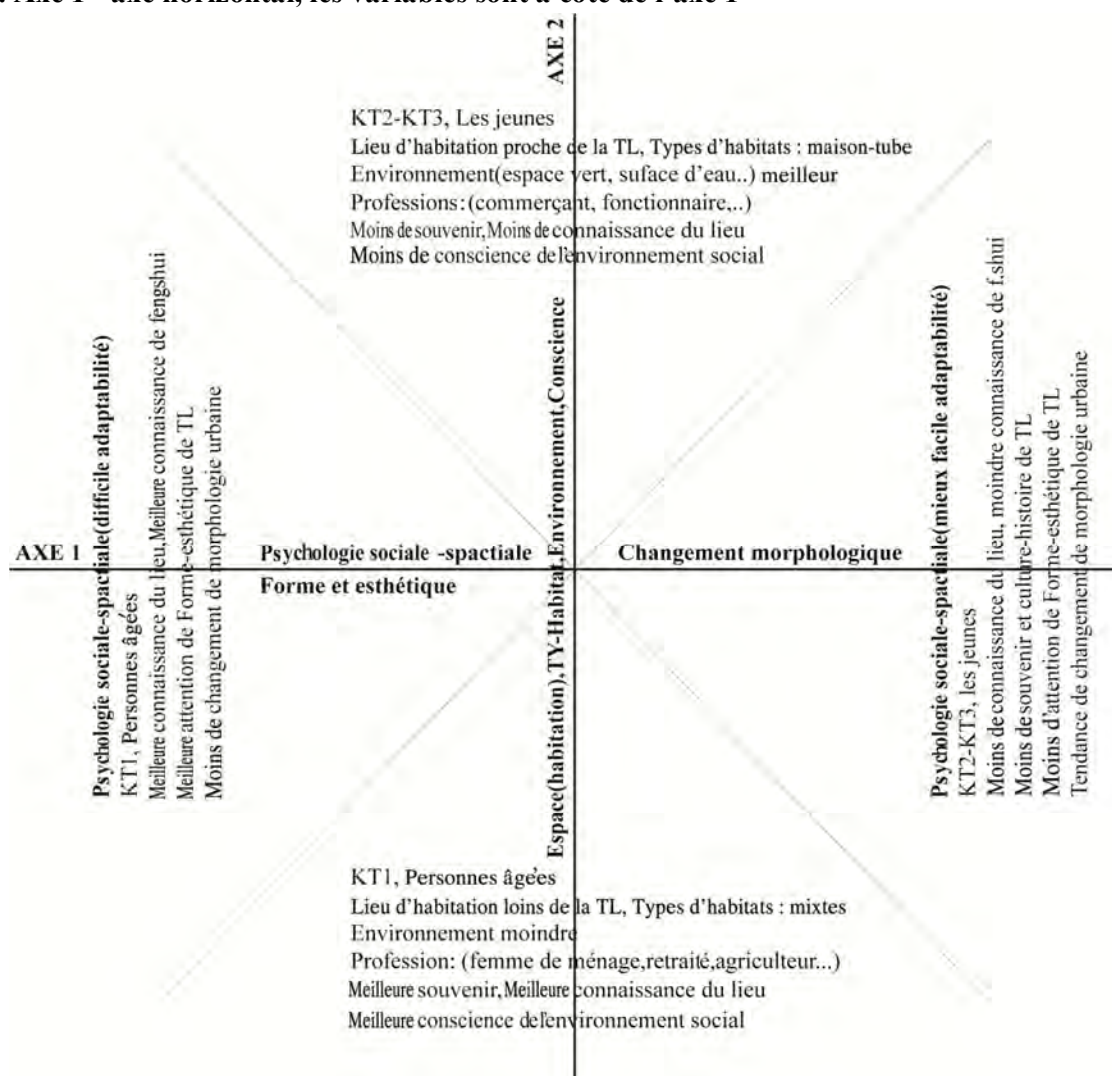 . Axe 1 - axe horizontal, les variables sont à côté de l'axe 1
AXE 2
KT2-KT3, Les jeunes
Lieu d'habitation proche de la TL, Types d'habitats : maison-tube
Environnement(espace vert, suface d'eau..) meilleur
Professions:(commerçant, fonctionnaire,..)
Moins de souvenir,Moins de connaissance du lieu
Moins de conscience de l'environnement social
Psychologie sociale-spactiale(difficile adaptabilité)
KT1, Personnes âgées
Meilleure connaissance du lieu,Meilleure connaissance de fengshui
Meilleure attention de Forme-esthétique de TL
Moins de changement de morphologie urbaine
AXE 1
Psychologie sociale -spactiale
Forme et esthétique
Espace(habitation),TY-Habitat,Environnement,Conscience
Changement morphologique
Psychologie sociale-spactiale(mieux facile adaptabilité)
KT2-KT3, les jeunes
Moins de connaissance du lieu, moindre connaissance de f.shui
Moins de souvenir et culture-histoire de TL
Moins d'attention de Forme-esthétique de TL
Tendance de changement de morphologie urbaine
KT1, Personnes âgées
Lieu d'habitation loins de la TL, Types d'habitats : mixtes
Environnement moindre
Profession: (femme de ménage,retraité,agriculteur...)
Meilleure souvenir,Meilleure connaissance du lieu
Meilleure conscience de l'environnement social